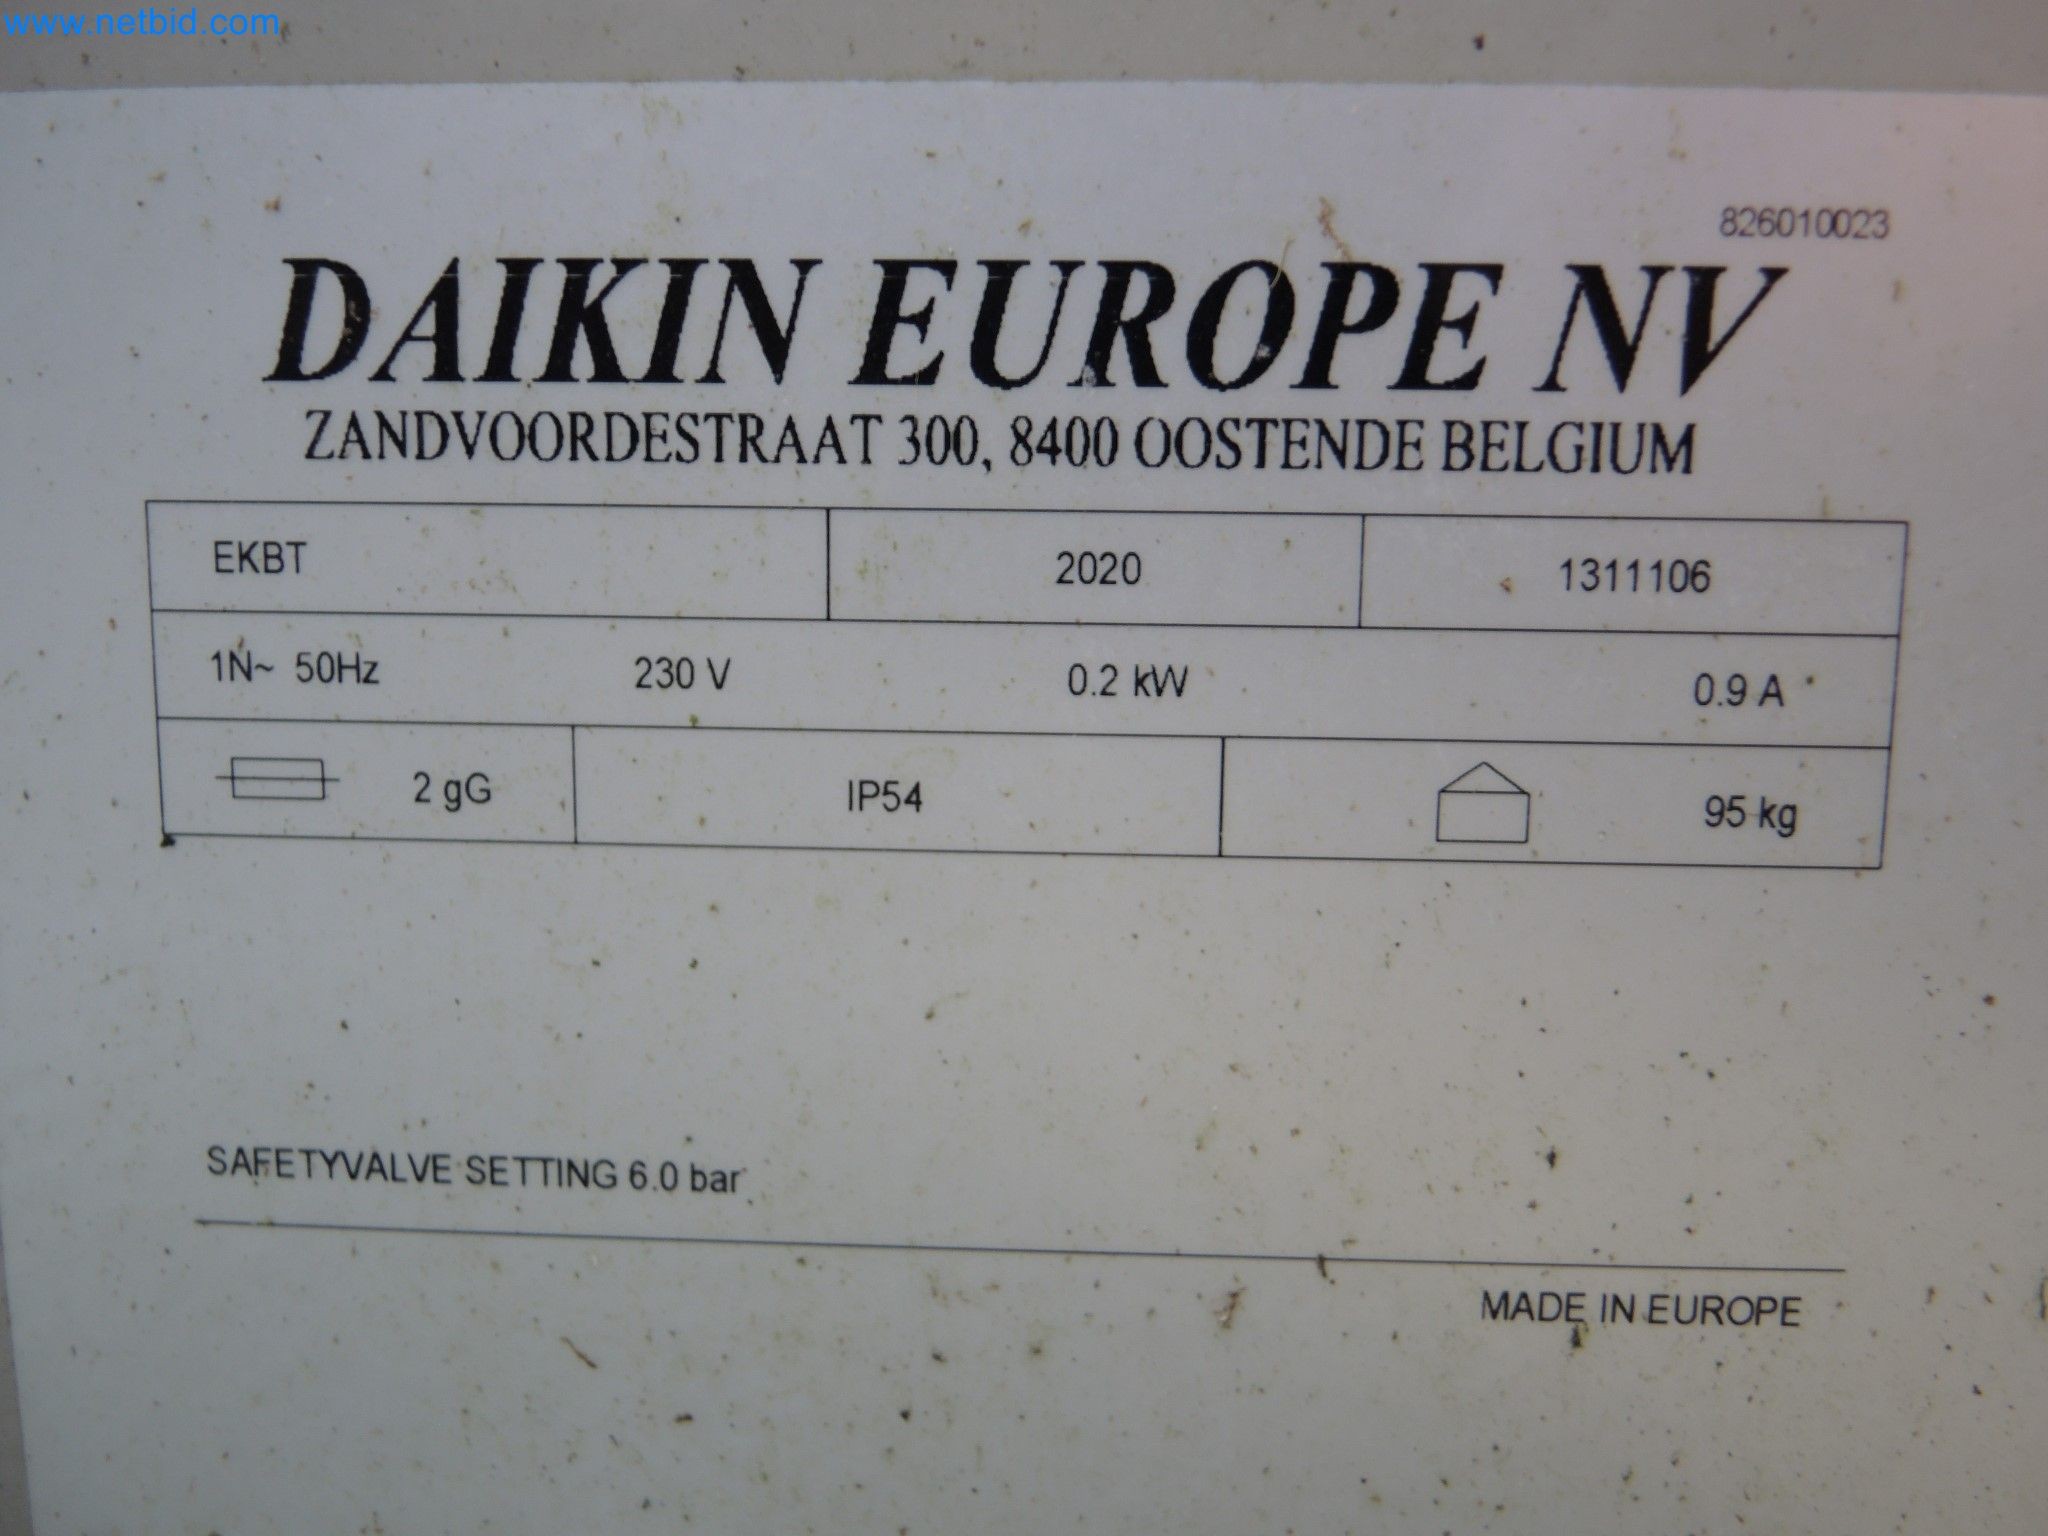 www.netbid.com
826010023
DAIKIN EUROPE NV
ZANDVOORDESTRAAT 300, 8400 OOSTENDE BELGIUM
EKBT 2020 1311106
1N~ 50Hz 230 V 0.2 kW 0.9 A
2 gG IP54 95 kg
SAFETYVALVE SETTING 6.0 bar
MADE IN EUROPE